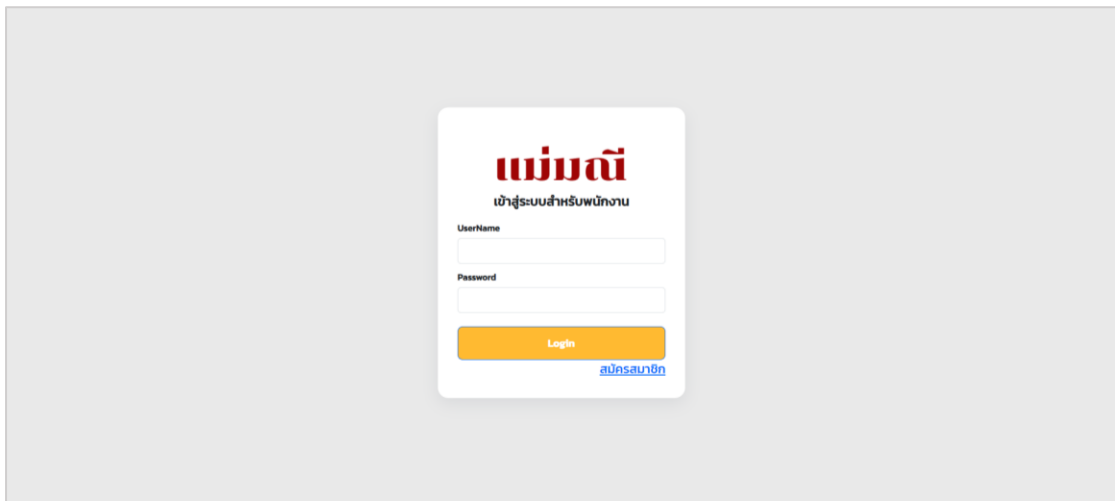 แม่มณี
เข้าสู่ระบบสำหรับพนักงาน
UserName
Password
Login
สมัครสมาชิก